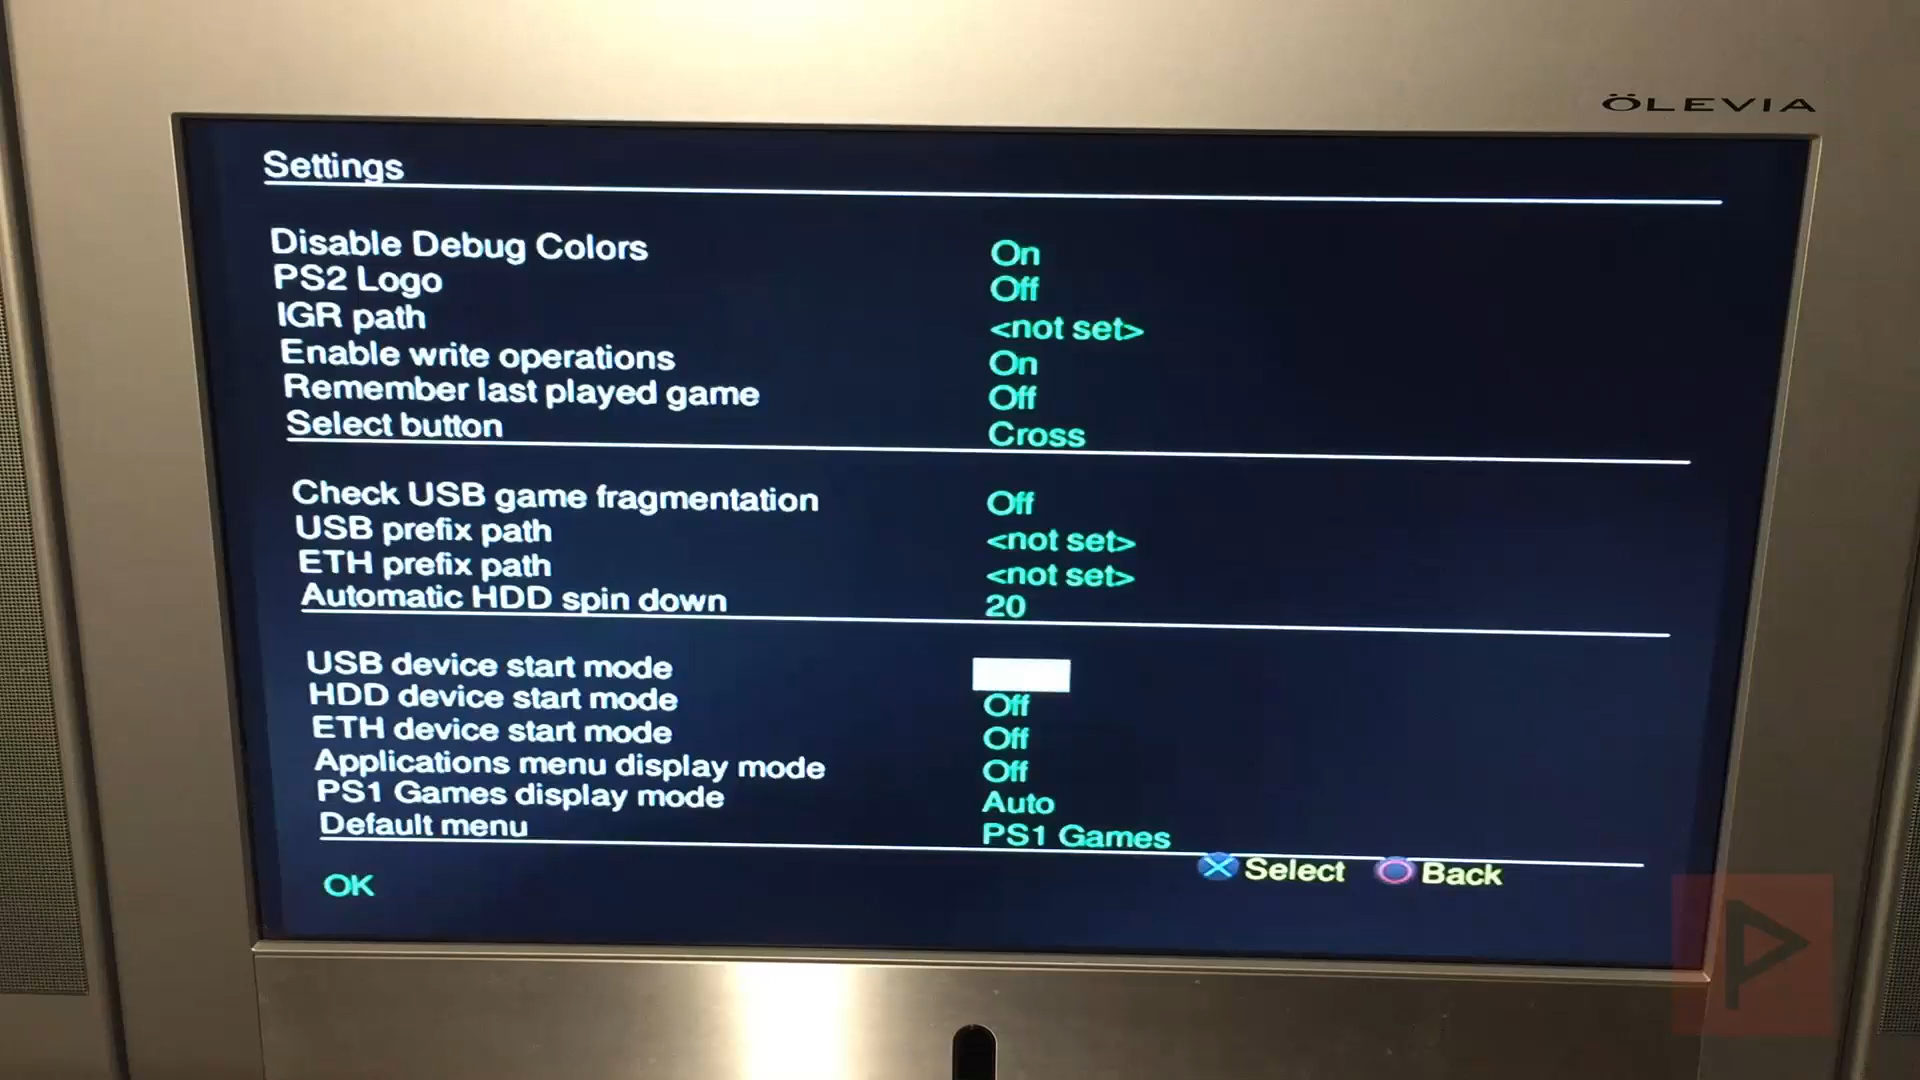 ÖLEVIA
Settings
Disable Debug Colors On
PS2 Logo Off
IGR path <not set>
Enable write operations On
Remember last played game Off
Select button Cross
Check USB game fragmentation Off
USB prefix path <not set>
ETH prefix path <not set>
Automatic HDD spin down 20
USB device start mode
HDD device start mode Off
ETH device start mode Off
Applications menu display mode Off
PS1 Games display mode Auto
Default menu PS1 Games
Select Back
OK
P